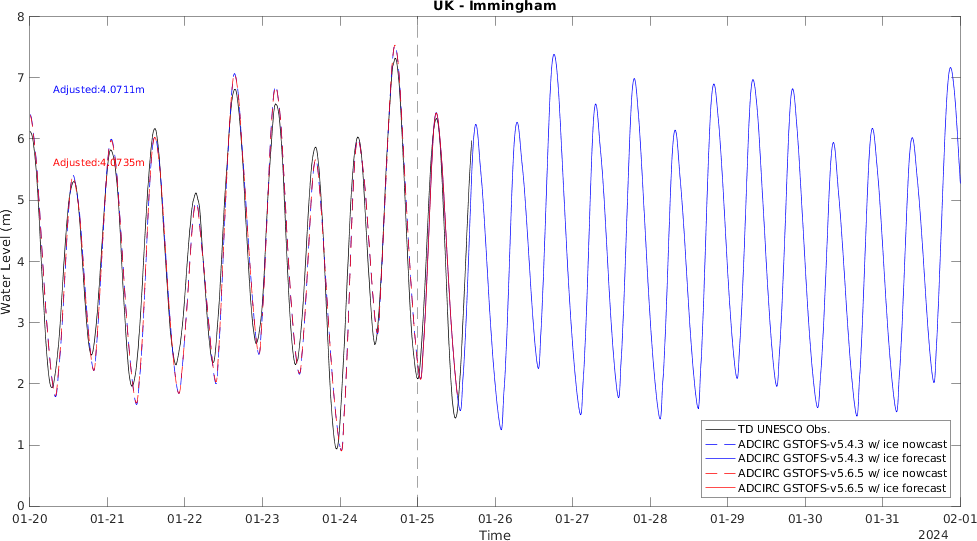 UK - Immingham
8
7
6
5
4
3
2
1
0
Water Level (m)
Adjusted:4.0711m
Adjusted:4.0735m
TD UNESCO Obs.
ADCIRC GSTOFS-v5.4.3 w/ ice nowcast
ADCIRC GSTOFS-v5.4.3 w/ ice forecast
ADCIRC GSTOFS-v5.6.5 w/ ice nowcast
ADCIRC GSTOFS-v5.6.5 w/ ice forecast
01-20 01-21 01-22 01-23 01-24 01-25 01-26 01-27 01-28 01-29 01-30 01-31 02-01
Time
2024